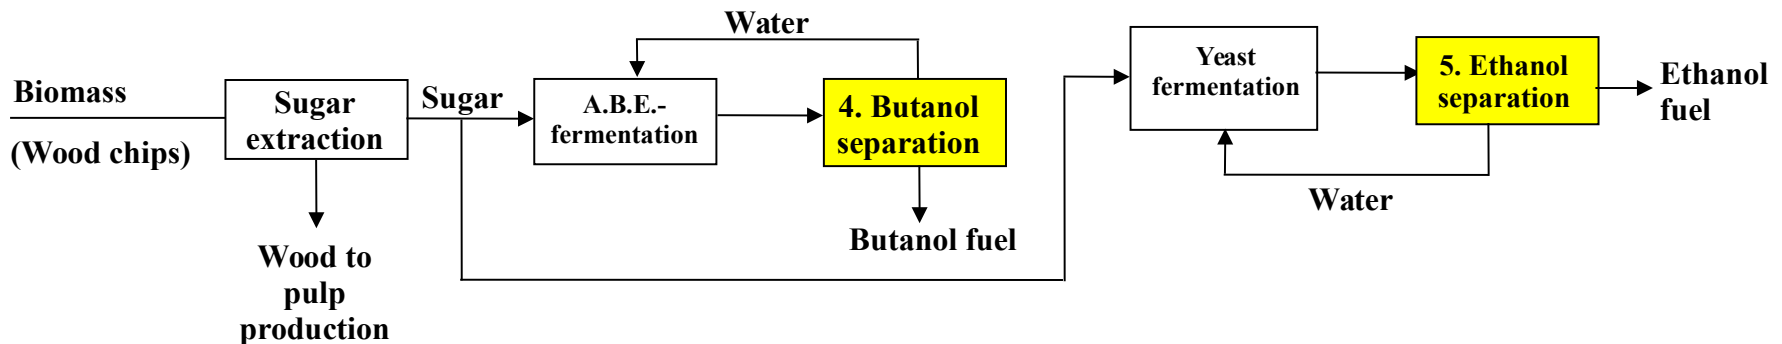 Biomass
(Wood chips)
Sugar
extraction
Wood to
pulp
production
Sugar
A.B.E.-
fermentation
Water
4. Butanol
separation
Butanol fuel
Yeast
fermentation
Water
5. Ethanol
separation
Ethanol
fuel